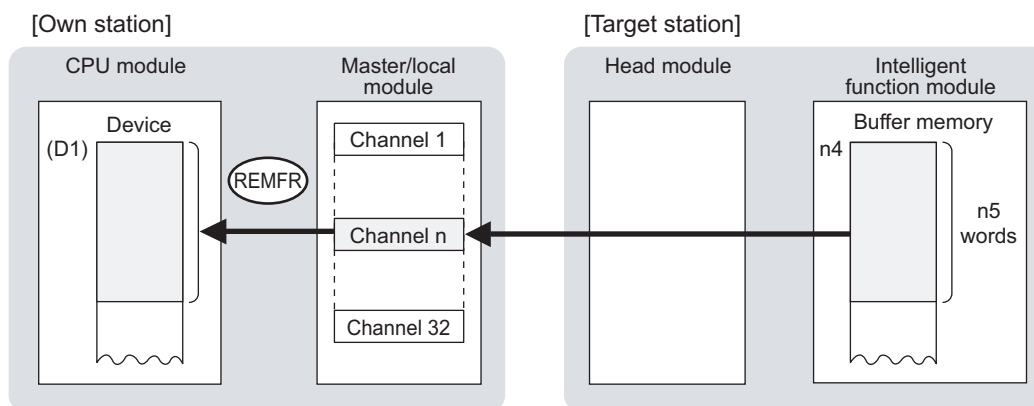 [Own station]
[Target station]
CPU module
Master/local
module
Head module
Intelligent
function module
Device
(D1)
REMFR
Channel 1
Channel n
Channel 32
Buffer memory
n4
n5
words